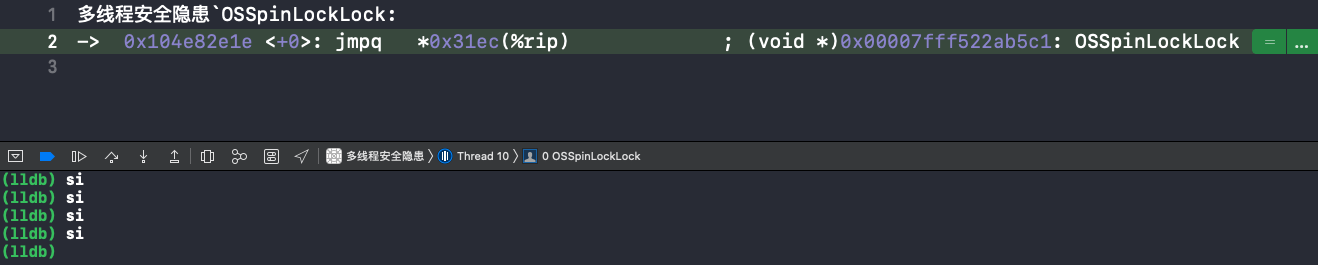 1 多线程安全隐患`OSSpinLockLock:
2 -> 0x104e82e1e <+0>: jmpq *0x31ec(%rip) ; (void *)0x00007fff522ab5c1: OSSpinLockLock = ...
3
多线程安全隐患 〉 Thread 10 〉 0 OSSpinLockLock
(lldb) si
(lldb) si
(lldb) si
(lldb) si
(lldb)